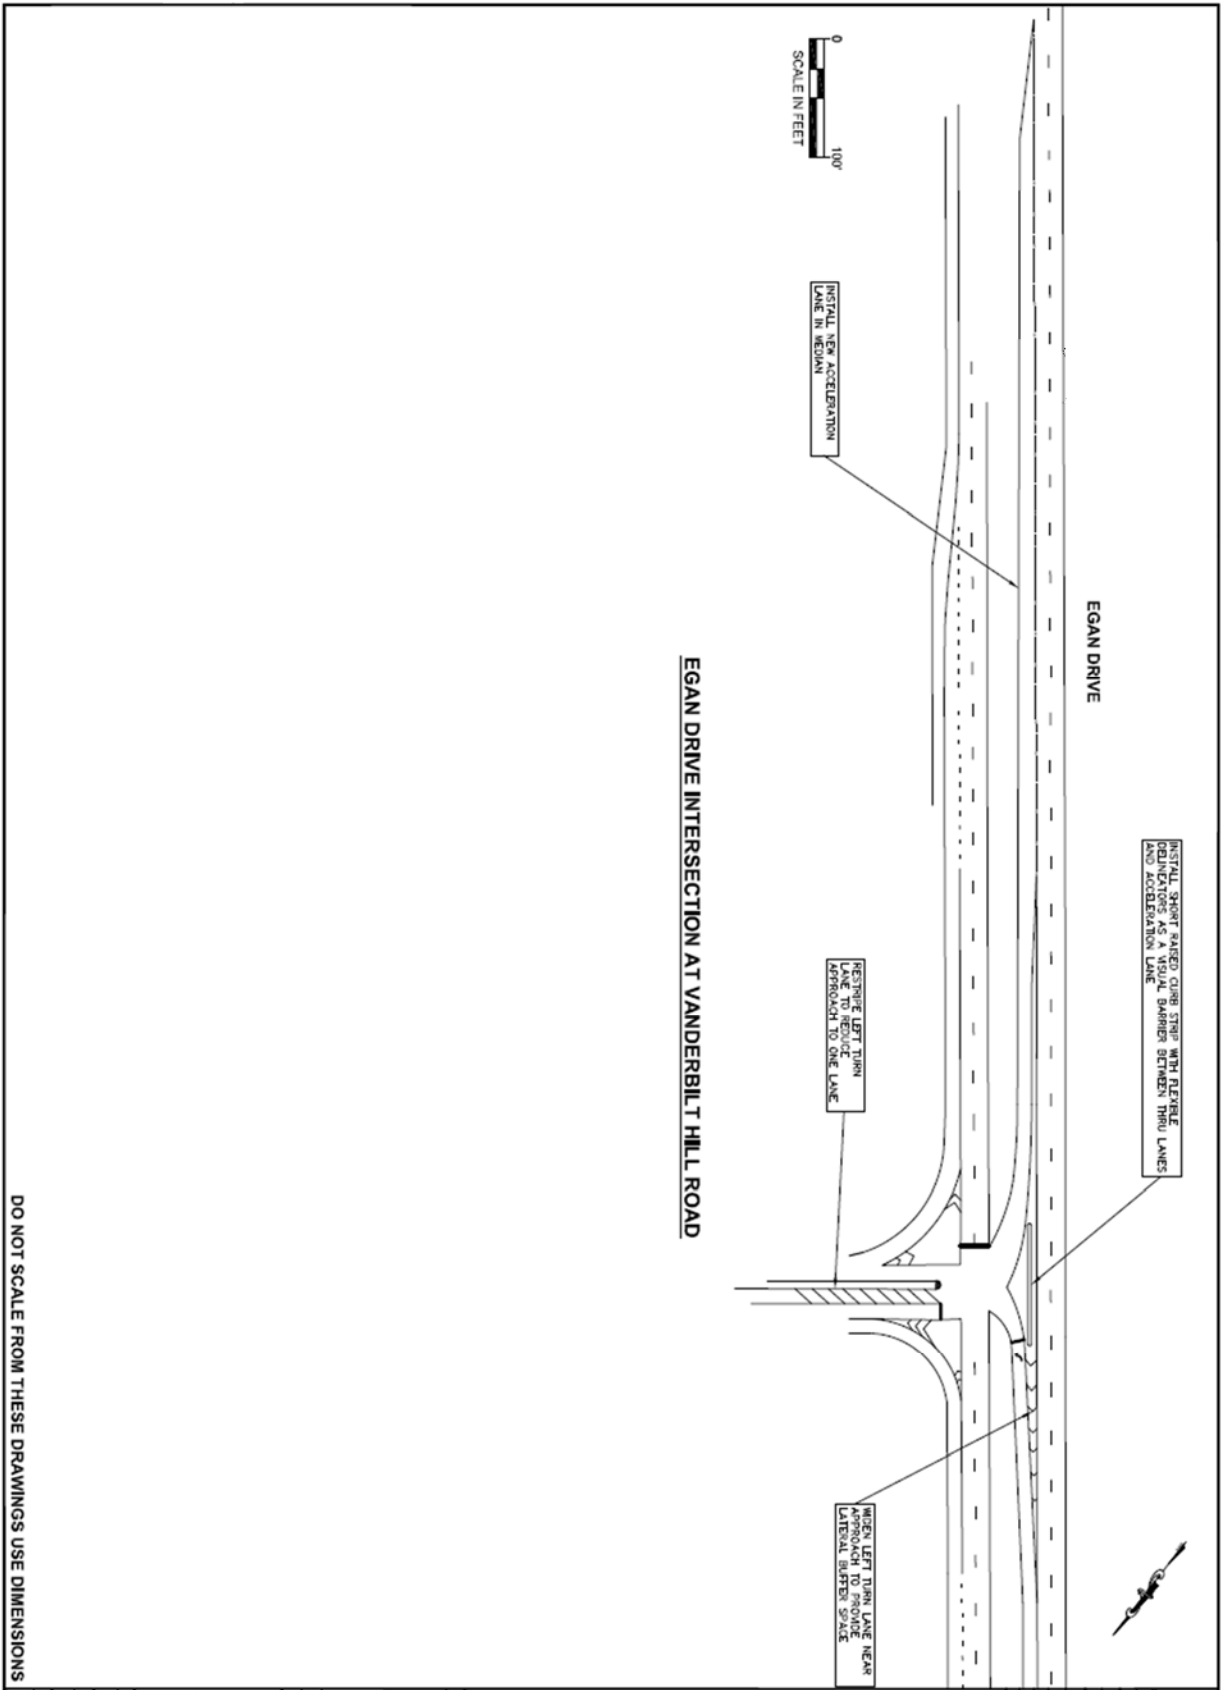 EGAN DRIVE
INSTALL SHORT RAISED CURB STRIP WITH FLEXIBLE
DELINEATORS AS A VISUAL BARRIER BETWEEN THRU LANES
AND ACCELERATION LANE
0
100'
SCALE IN FEET
INSTALL NEW ACCELERATION
LANE IN MEDIAN
RESTRIPE LEFT TURN
LANE TO REDUCE
APPROACH TO ONE LANE
WIDEN LEFT TURN LANE NEAR
APPROACH TO PROVIDE
LATERAL BUFFER SPACE
EGAN DRIVE INTERSECTION AT VANDERBILT HILL ROAD
DO NOT SCALE FROM THESE DRAWINGS USE DIMENSIONS